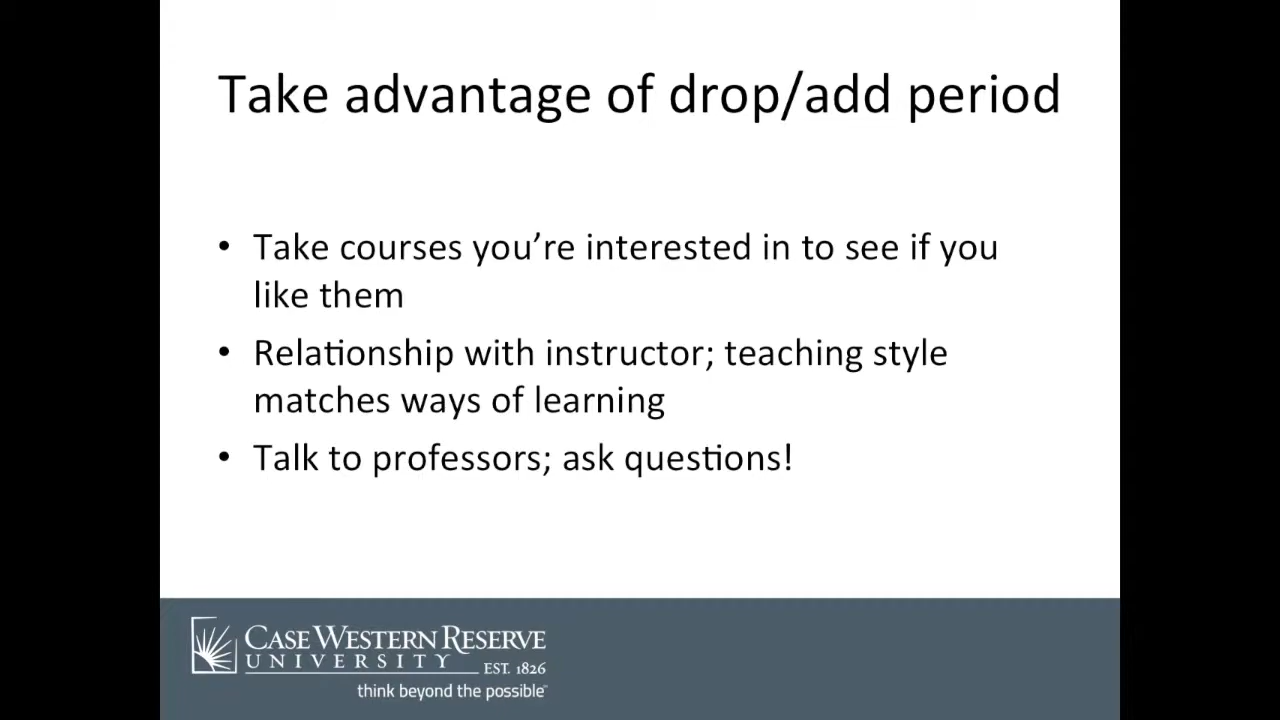 Take advantage of drop/add period
• Take courses you’re interested in to see if you
like them
• Relationship with instructor; teaching style
matches ways of learning
• Talk to professors; ask questions!
CASE WESTERN RESERVE
UNIVERSITY EST. 1826
think beyond the possible™